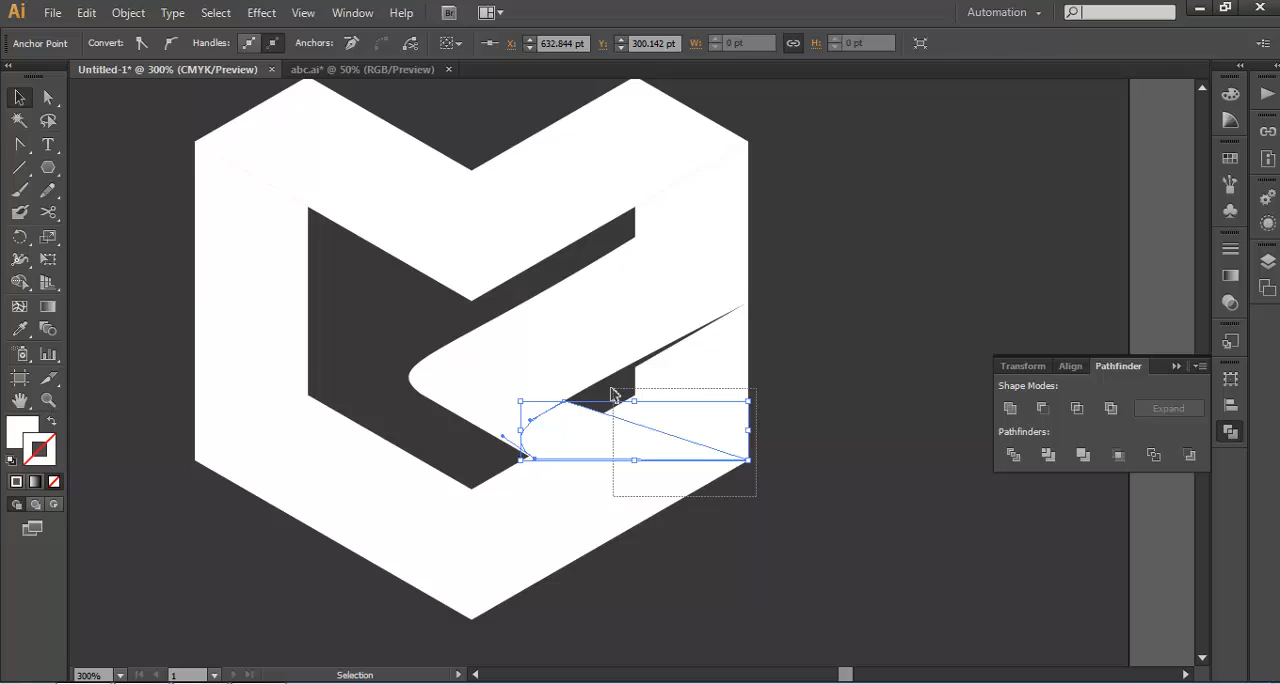 Ai File Edit Object Type Select Effect View Window Help Br Automation
Anchor Point Convert: Handles: Anchors: X: 632.844 pt Y: 300.142 pt W: 0 pt H: 0 pt
Untitled-1* @ 300% (CMYK/Preview) × abc.ai* @ 50% (RGB/Preview) ×
Transform Align Pathfinder
Shape Modes:
Expand
Pathfinders:
300% 1 Selection